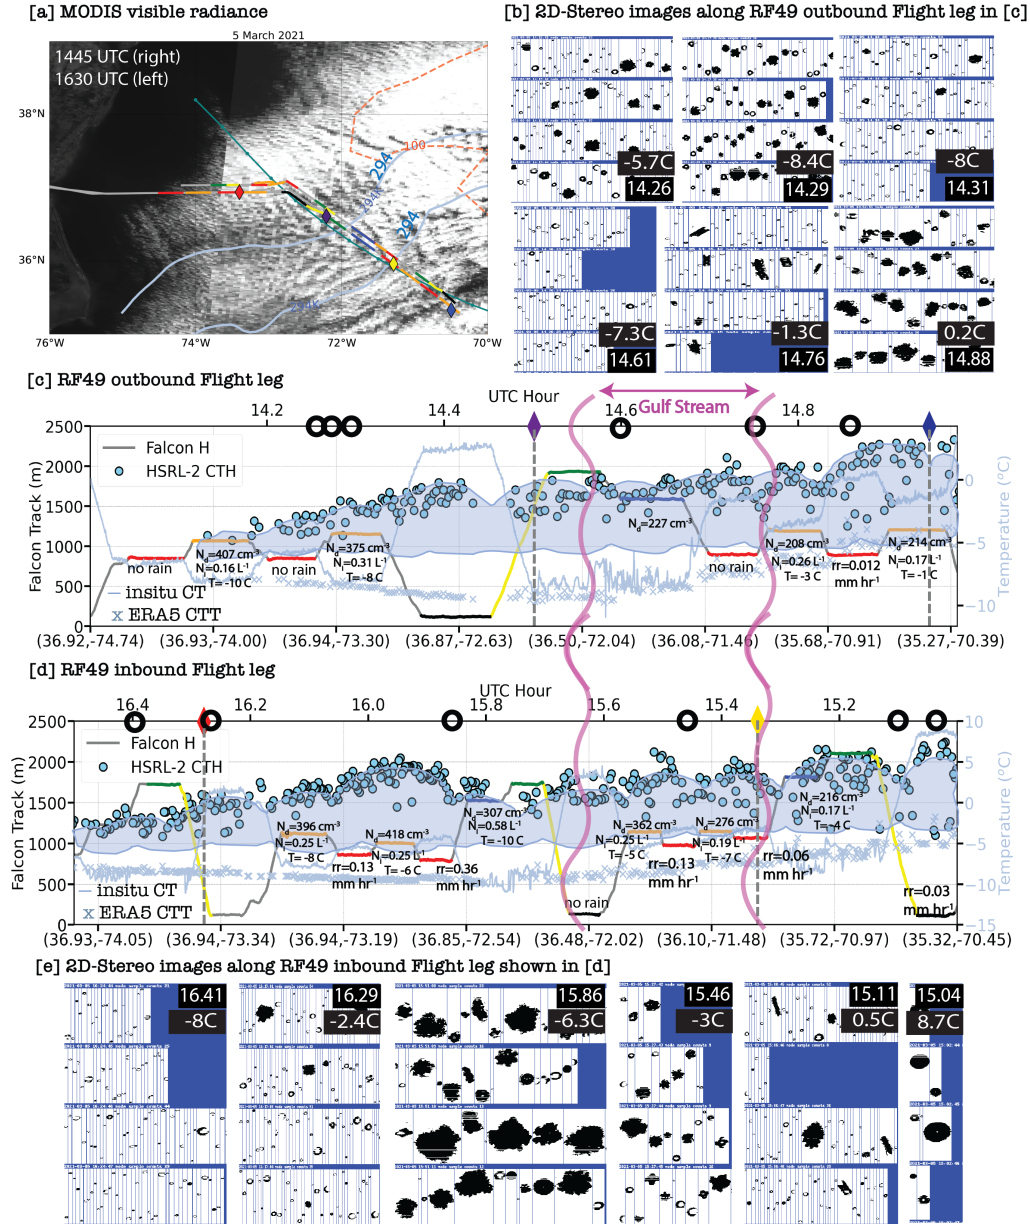 [a] MODIS visible radiance
[b] 2D-Stereo images along RF49 outbound Flight leg in [c]
5 March 2021
1445 UTC (right)
1630 UTC (left)
38°N
36°N
76°W
74°W
72°W
70°W
100
294
294K
294
294K
-5.7C
14.26
-8.4C
14.29
-8C
14.31
-7.3C
14.61
-1.3C
14.76
0.2C
14.88
[c] RF49 outbound Flight leg
UTC Hour
Gulf Stream
14.2
14.4
14.6
14.8
Falcon Track (m)
2500
2000
1500
1000
500
0
Falcon H
HSRL-2 CTH
no rain
Nd=407 cm-3
Ni=0.16 L-1
T= -10 C
no rain
Nd=375 cm-3
Ni=0.31 L-1
T= -8 C
Nd=227 cm-3
no rain
Nd=208 cm-3
Ni=0.26 L-1
T= -3 C
rr=0.012
mm hr-1
Nd=214 cm-3
Ni=0.17 L-1
T= -1 C
insitu CT
x ERA5 CTT
0
−5
−10
Temperature (°C)
(36.92,-74.74)
(36.93,-74.00)
(36.94,-73.30)
(36.87,-72.63)
(36.50,-72.04)
(36.08,-71.46)
(35.68,-70.91)
(35.27,-70.39)
[d] RF49 inbound Flight leg
UTC Hour
16.4
16.2
16.0
15.8
15.6
15.4
15.2
Falcon Track (m)
2500
2000
1500
1000
500
0
Falcon H
HSRL-2 CTH
Nd=396 cm-3
Ni=0.25 L-1
T= -8 C
Nd=418 cm-3
Ni=0.25 L-1
T= -6 C
rr=0.13
mm hr-1
rr=0.36
mm hr-1
Nd=307 cm-3
Ni=0.58 L-1
T= -10 C
no rain
Nd=362 cm-3
Ni=0.25 L-1
T= -5 C
rr=0.13
mm hr-1
Nd=276 cm-3
Ni=0.19 L-1
T= -7 C
rr=0.06
mm hr-1
Nd=216 cm-3
Ni=0.17 L-1
T= -4 C
rr=0.03
mm hr-1
insitu CT
x ERA5 CTT
10
5
0
−5
−10
−15
Temperature (°C)
(36.93,-74.05)
(36.94,-73.34)
(36.94,-73.19)
(36.85,-72.54)
(36.48,-72.02)
(36.10,-71.48)
(35.72,-70.97)
(35.32,-70.45)
[e] 2D-Stereo images along RF49 inbound Flight leg shown in [d]
16.41
-8C
16.29
-2.4C
15.86
-6.3C
15.46
-3C
15.11
0.5C
15.04
8.7C